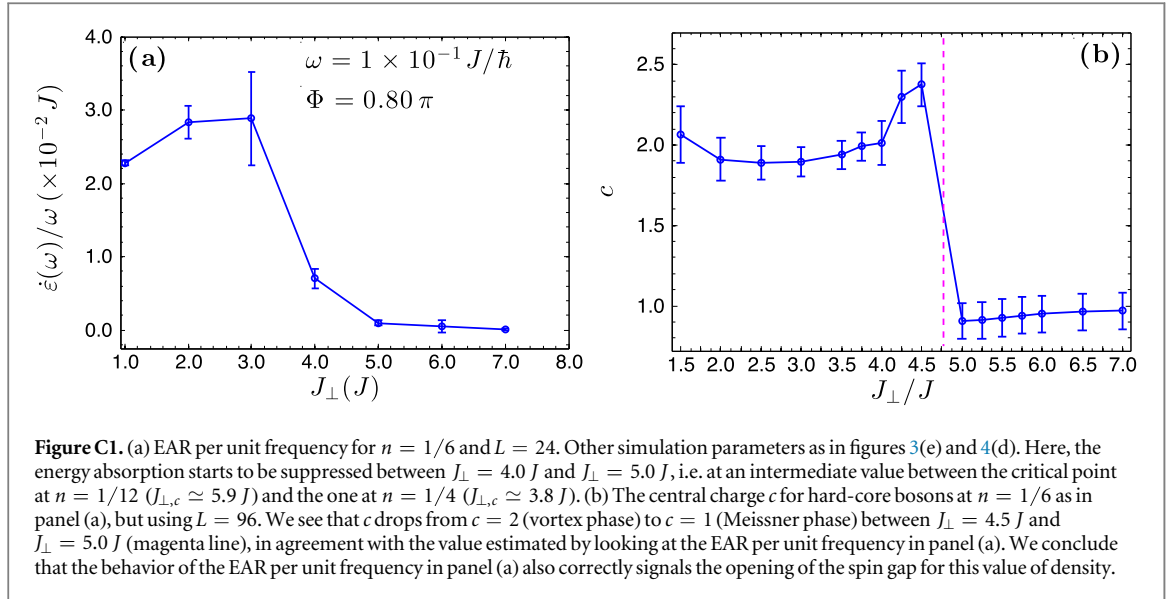 (a)
ω = 1 × 10⁻¹ J/ħ
Φ = 0.80 π
4.0
3.0
2.0
1.0
0.0
ε̇(ω)/ω (×10⁻² J)
1.0 2.0 3.0 4.0 5.0 6.0 7.0 8.0
J⊥(J)
(b)
2.5
2.0
1.5
1.0
c
1.5 2.0 2.5 3.0 3.5 4.0 4.5 5.0 5.5 6.0 6.5 7.0
J⊥/J
Figure C1. (a) EAR per unit frequency for n = 1/6 and L = 24. Other simulation parameters as in figures 3(e) and 4(d). Here, the
energy absorption starts to be suppressed between J⊥ = 4.0 J and J⊥ = 5.0 J, i.e. at an intermediate value between the critical point
at n = 1/12 (J⊥,c ≃ 5.9 J) and the one at n = 1/4 (J⊥,c ≃ 3.8 J). (b) The central charge c for hard-core bosons at n = 1/6 as in
panel (a), but using L = 96. We see that c drops from c = 2 (vortex phase) to c = 1 (Meissner phase) between J⊥ = 4.5 J and
J⊥ = 5.0 J (magenta line), in agreement with the value estimated by looking at the EAR per unit frequency in panel (a). We conclude
that the behavior of the EAR per unit frequency in panel (a) also correctly signals the opening of the spin gap for this value of density.